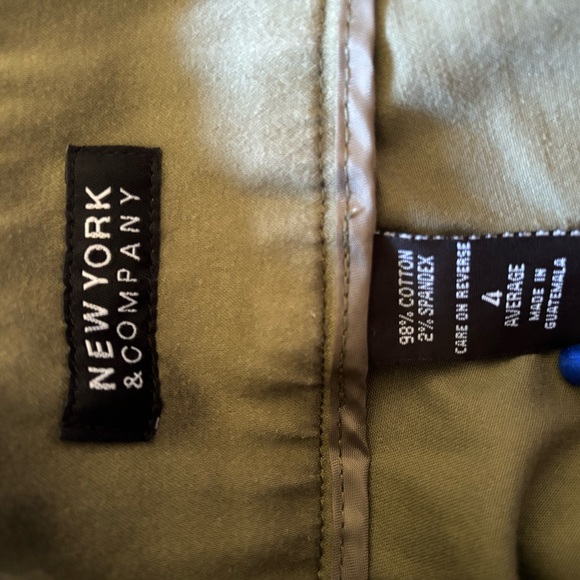 NEW YORK
& COMPANY
98% COTTON
2% SPANDEX
CARE ON REVERSE
4
AVERAGE
MADE IN
GUATEMALA